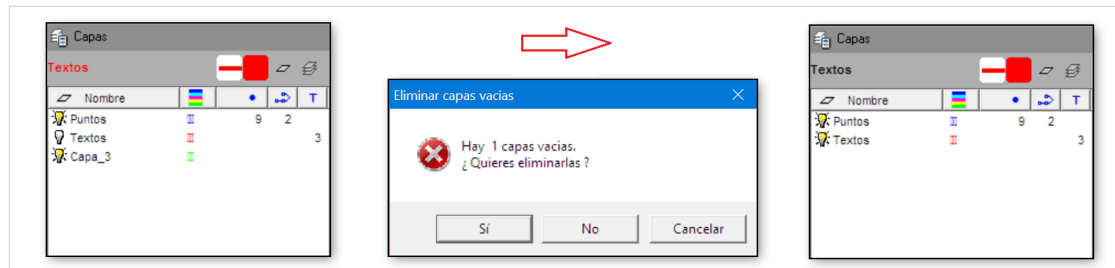 Capas
Textos
Nombre T
Puntos 9 2
Textos 3
Capa_3
Eliminar capas vacias
Hay 1 capas vacias.
¿ Quieres eliminarlas ?
Sí No Cancelar
Capas
Textos
Nombre T
Puntos 9 2
Textos 3